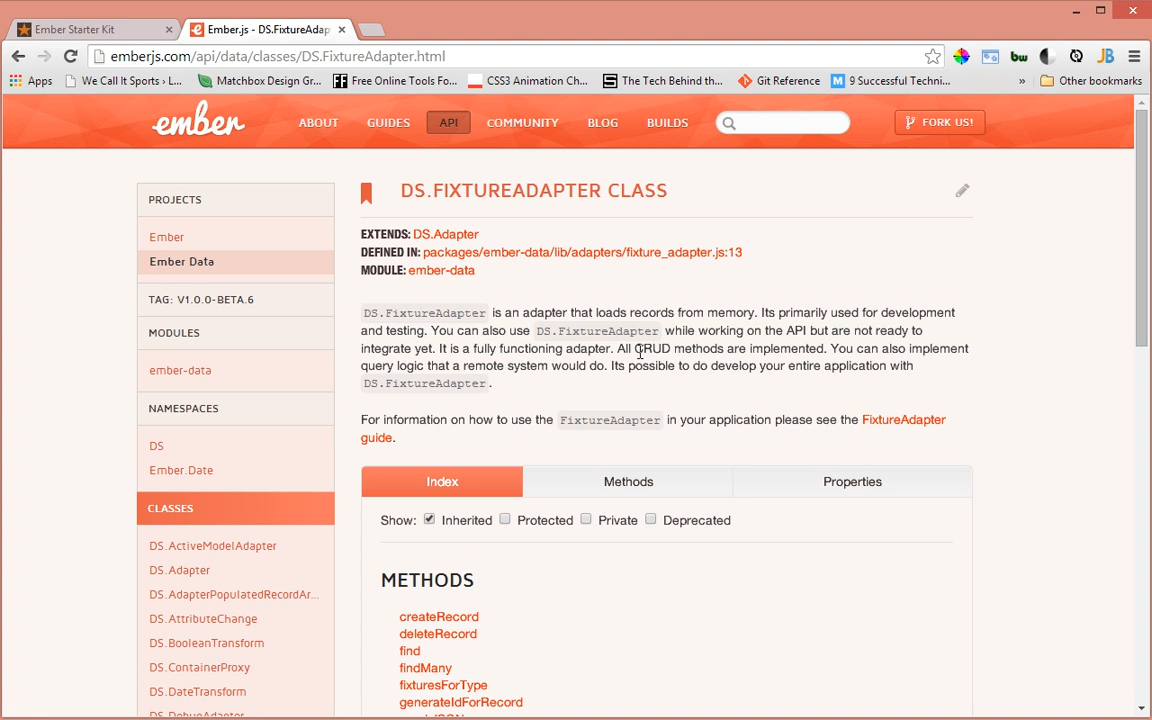 Ember Starter Kit
Ember.js - DS.FixtureAdap
emberjs.com/api/data/classes/DS.FixtureAdapter.html
Apps
We Call It Sports › L...
Matchbox Design Gr...
Free Online Tools Fo...
CSS3 Animation Ch...
The Tech Behind th...
Git Reference
9 Successful Techni...
»
Other bookmarks
bw
JB
ember
ABOUT
GUIDES
API
COMMUNITY
BLOG
BUILDS
FORK US!
PROJECTS
Ember
Ember Data
TAG: V1.0.0-BETA.6
MODULES
ember-data
NAMESPACES
DS
Ember.Date
CLASSES
DS.ActiveModelAdapter
DS.Adapter
DS.AdapterPopulatedRecordAr...
DS.AttributeChange
DS.BooleanTransform
DS.ContainerProxy
DS.DateTransform
DS.DebugAdapter
DS.FIXTUREADAPTER CLASS
EXTENDS: DS.Adapter
DEFINED IN: packages/ember-data/lib/adapters/fixture_adapter.js:13
MODULE: ember-data
DS.FixtureAdapter is an adapter that loads records from memory. Its primarily used for development
and testing. You can also use DS.FixtureAdapter while working on the API but are not ready to
integrate yet. It is a fully functioning adapter. All CRUD methods are implemented. You can also implement
query logic that a remote system would do. Its possible to do develop your entire application with
DS.FixtureAdapter.
For information on how to use the FixtureAdapter in your application please see the FixtureAdapter
guide.
Index
Methods
Properties
Show: Inherited Protected Private Deprecated
METHODS
createRecord
deleteRecord
find
findMany
fixturesForType
generateIdForRecord